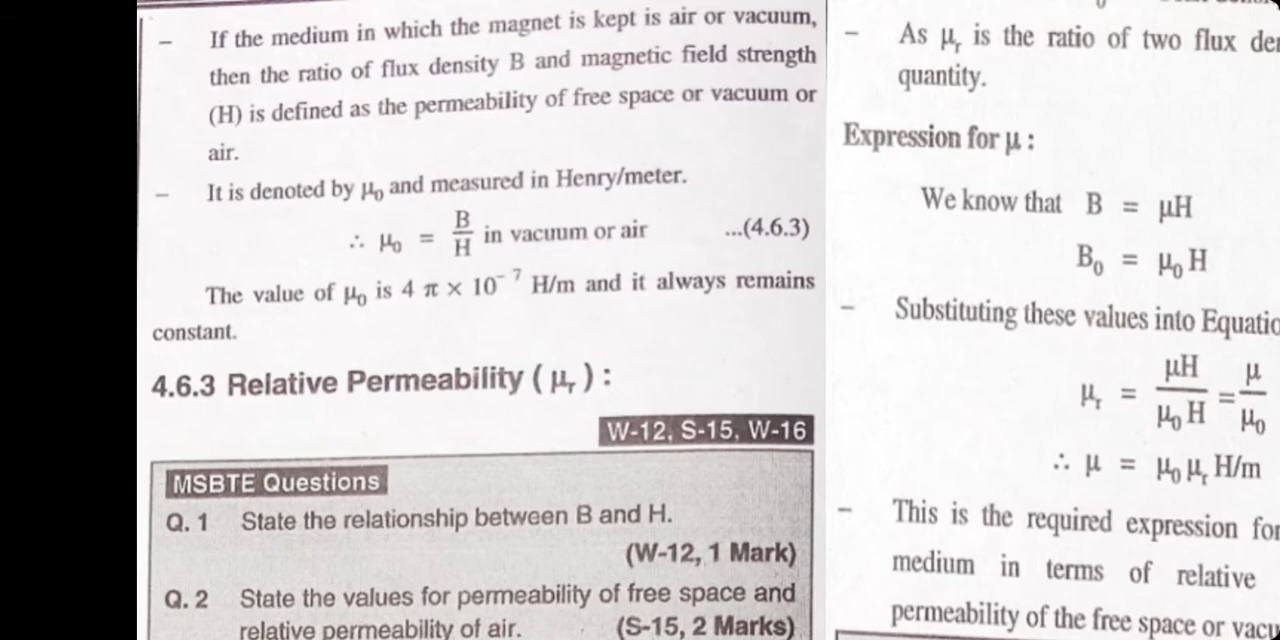 – If the medium in which the magnet is kept is air or vacuum,
then the ratio of flux density B and magnetic field strength
(H) is defined as the permeability of free space or vacuum or
air.
– It is denoted by μ₀ and measured in Henry/meter.
∴ μ₀ = B/H in vacuum or air ...(4.6.3)
The value of μ₀ is 4 π × 10⁻⁷ H/m and it always remains
constant.
4.6.3 Relative Permeability ( μᵣ ) :
W-12, S-15, W-16
MSBTE Questions
Q. 1 State the relationship between B and H.
(W-12, 1 Mark)
Q. 2 State the values for permeability of free space and
relative permeability of air. (S-15, 2 Marks)
– As μᵣ is the ratio of two flux
quantity.
Expression for μ :
We know that B = μH
B₀ = μ₀ H
– Substituting these values into
μᵣ = μH/μ₀ H = μ/μ₀
∴ μ = μ₀ μᵣ H/m
– This is the required expression for
medium in terms of relative
permeability of the free space or